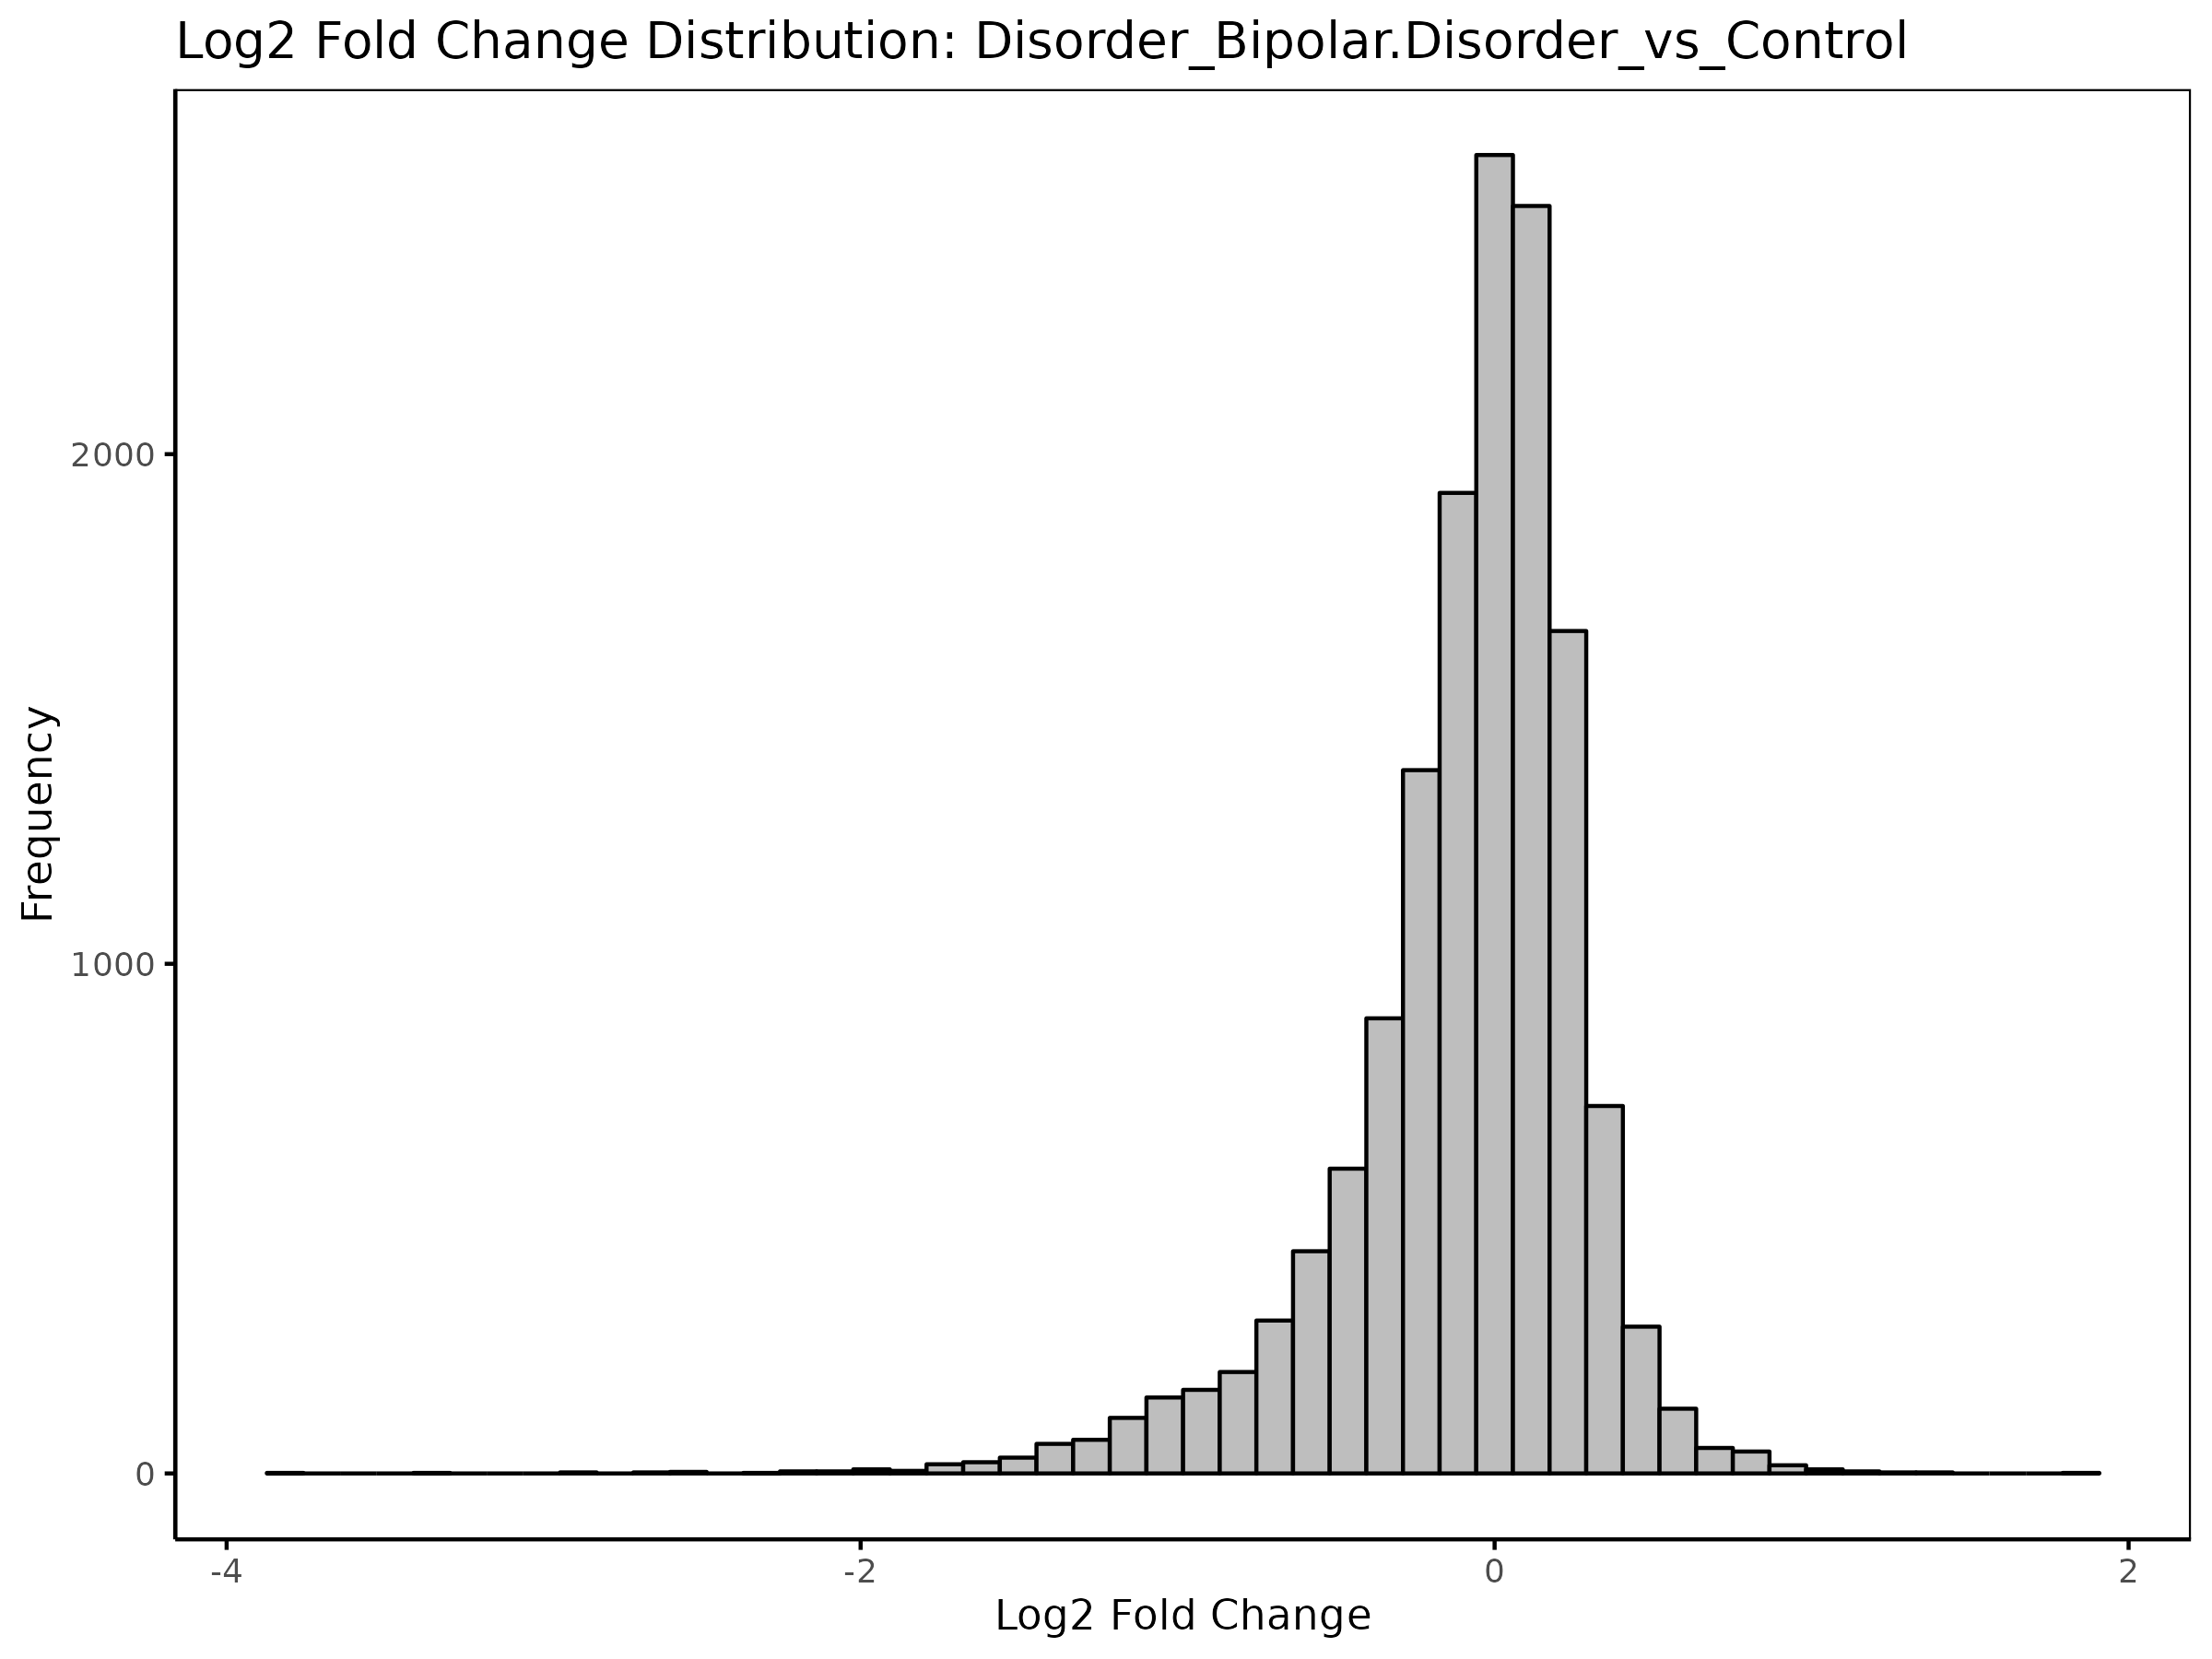 Log2 Fold Change Distribution: Disorder_Bipolar.Disorder_vs_Control
Frequency
2000
1000
0
-4
-2
0
2
Log2 Fold Change